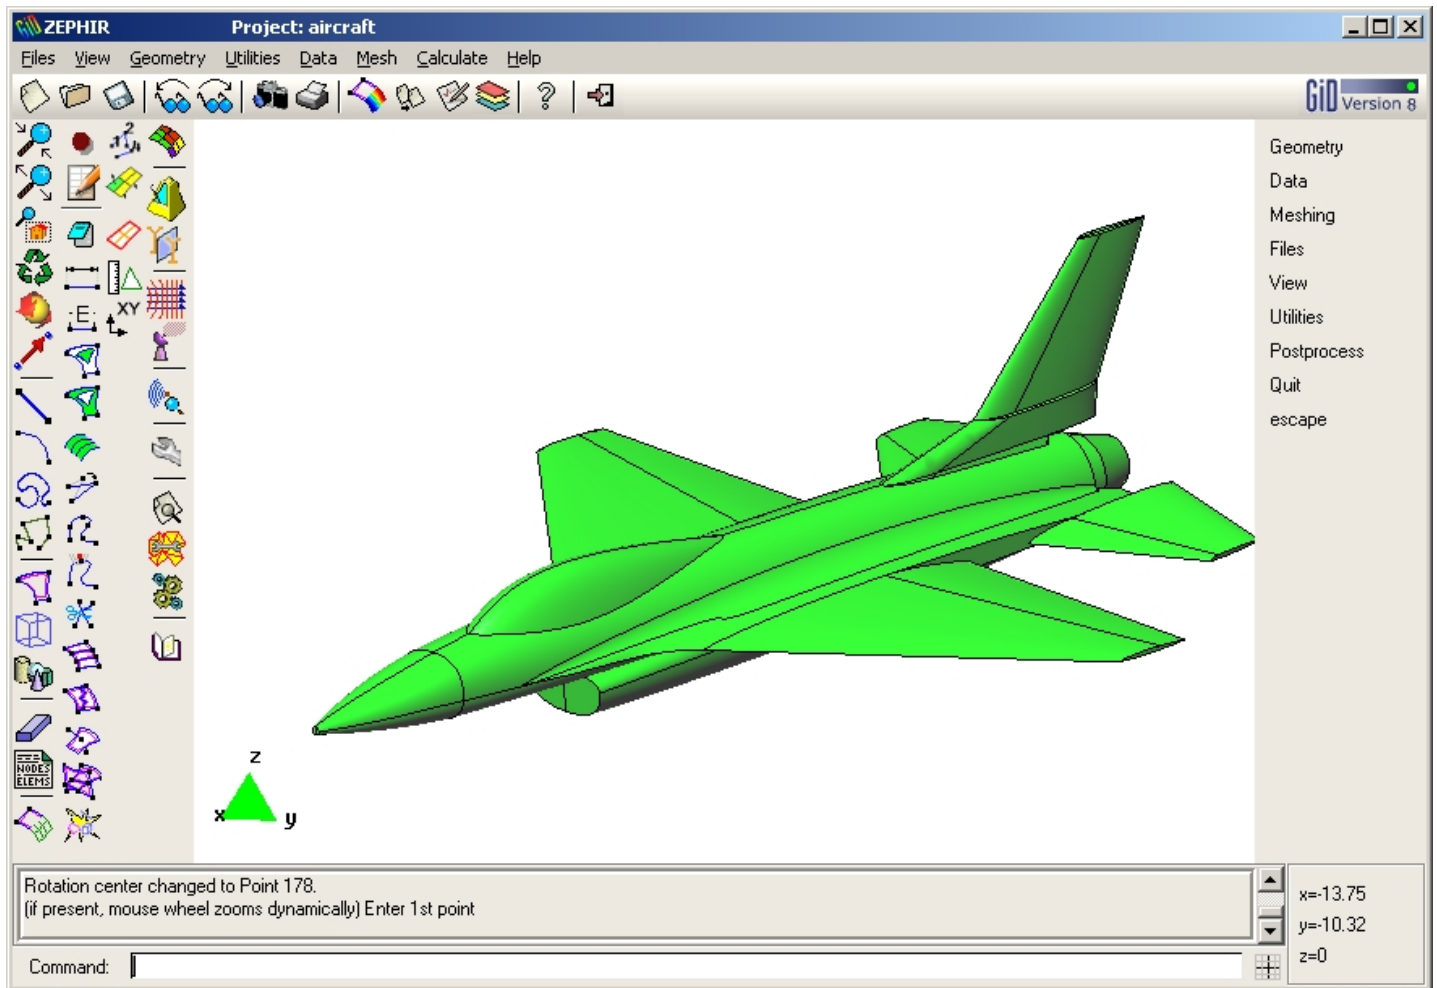 GiD ZEPHIR Project: aircraft
Files View Geometry Utilities Data Mesh Calculate Help
GiD Version 8
Geometry
Data
Meshing
Files
View
Utilities
Postprocess
Quit
escape
2
E
XY
NODES
ELEMS
z
x y
Rotation center changed to Point 178.
(if present, mouse wheel zooms dynamically) Enter 1st point
Command:
x=-13.75
y=-10.32
z=0